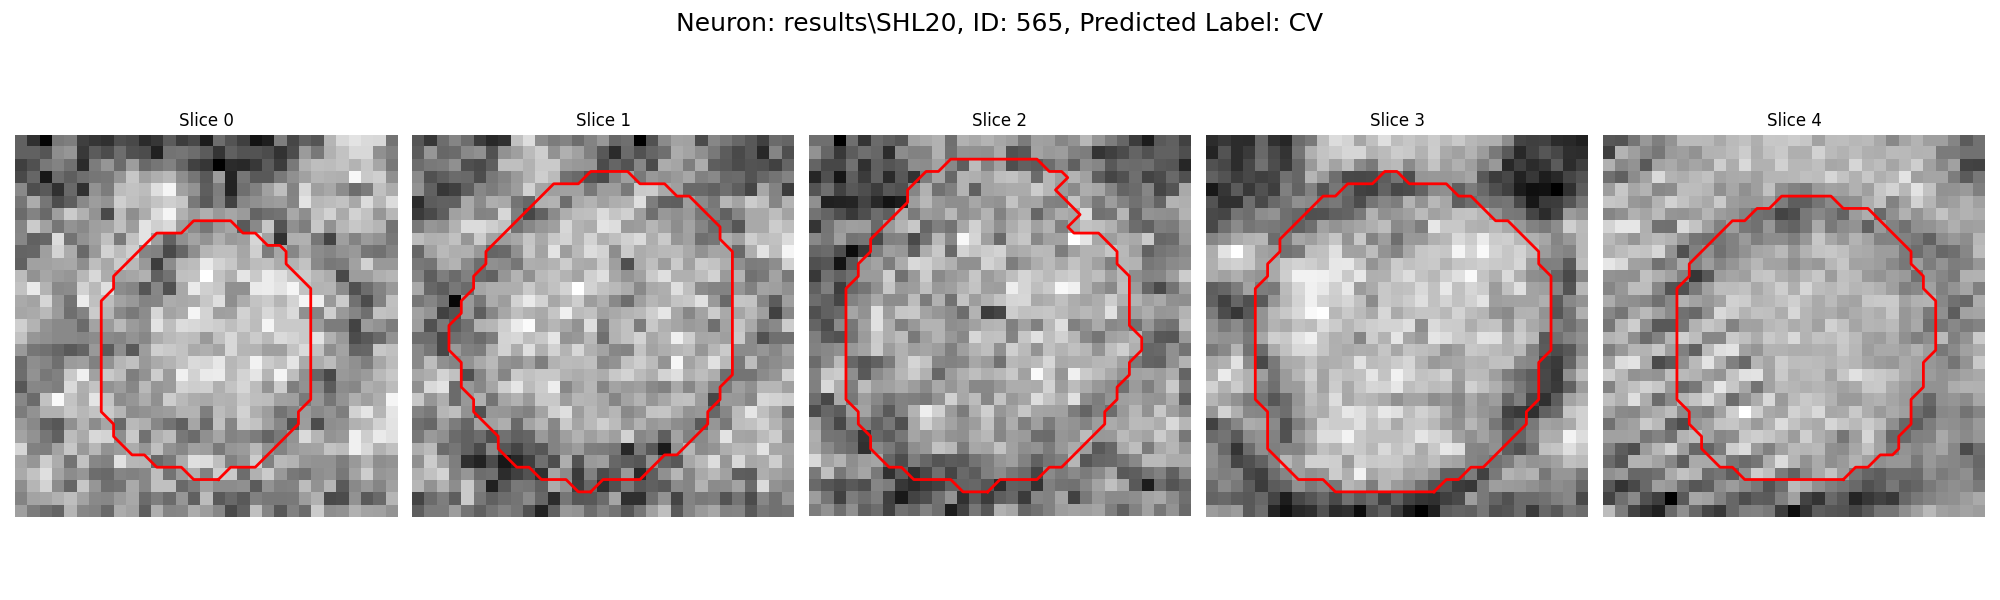 Neuron: results\SHL20, ID: 565, Predicted Label: CV
Slice 0
Slice 1
Slice 2
Slice 3
Slice 4